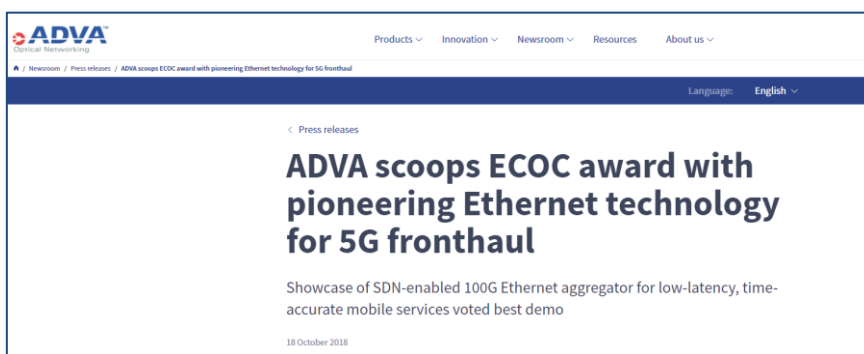 ADVA™
Optical Networking
Products Innovation Newsroom Resources About us
/ Newsroom / Press releases / ADVA scoops ECOC award with pioneering Ethernet technology for 5G fronthaul
Language: English
< Press releases
ADVA scoops ECOC award with
pioneering Ethernet technology
for 5G fronthaul
Showcase of SDN-enabled 100G Ethernet aggregator for low-latency, time-
accurate mobile services voted best demo
18 October 2018